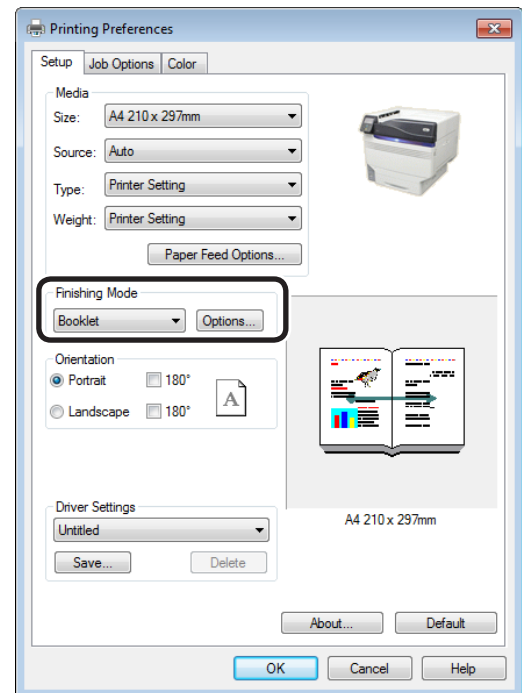 Printing Preferences
Setup Job Options Color
Media
Size: A4 210 x 297mm
Source: Auto
Type: Printer Setting
Weight: Printer Setting
Paper Feed Options...
Finishing Mode
Booklet Options...
Orientation
Portrait 180°
Landscape 180°
A
Driver Settings
Untitled
Save... Delete
A4 210 x 297mm
About... Default
OK Cancel Help